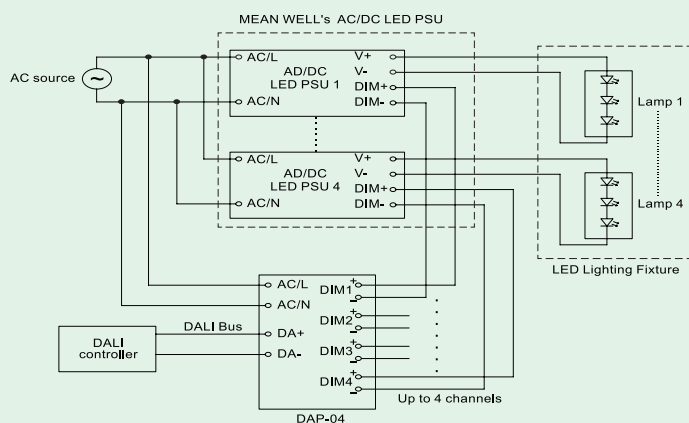 MEAN WELL's AC/DC LED PSU
AC source
~
AC/L
AC/N
AD/DC
LED PSU 1
V+
V-
DIM+
DIM-
Lamp 1
AC/L
AC/N
AD/DC
LED PSU 4
V+
V-
DIM+
DIM-
Lamp 4
LED Lighting Fixture
AC/L
AC/N
DA+
DA-
DIM1 + -
DIM2 + -
DIM3 + -
DIM4 + -
DALI Bus
DALI
controller
Up to 4 channels
DAP-04